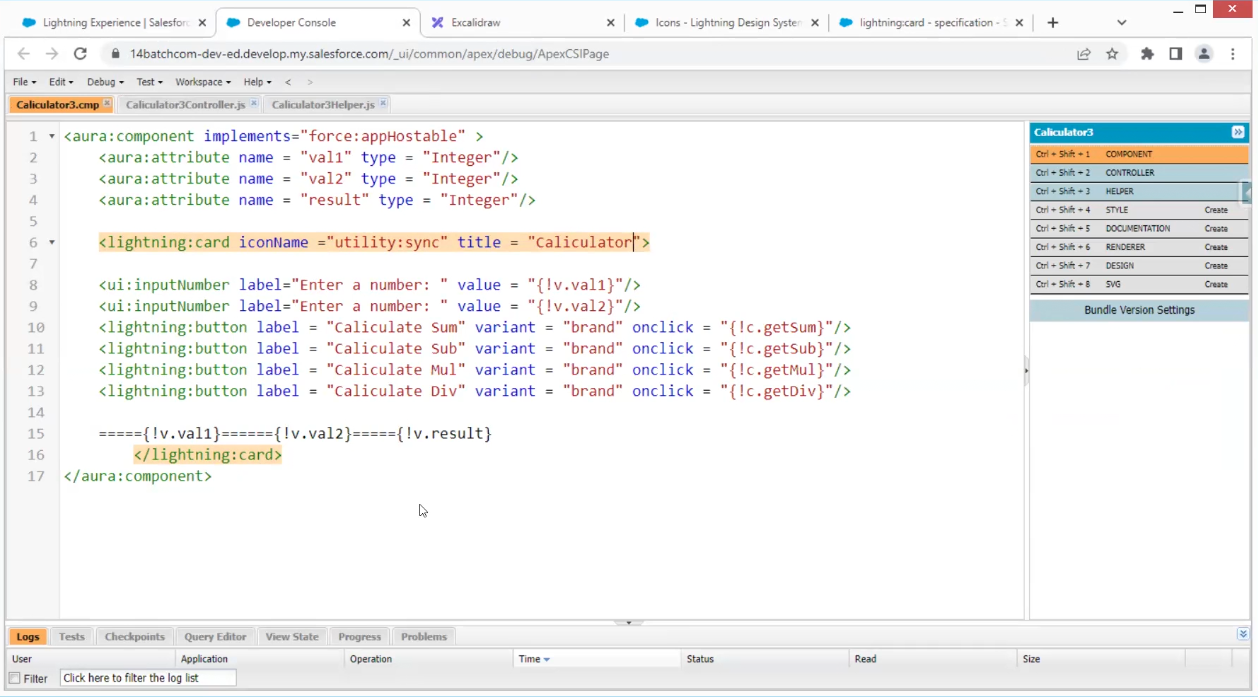 Lightning Experience | Salesforc
Developer Console
Excalidraw
Icons - Lightning Design System
lightning:card - specification - S
14batchcom-dev-ed.develop.my.salesforce.com/_ui/common/apex/debug/ApexCSIPage
File Edit Debug Test Workspace Help < >
Caliculator3.cmp Caliculator3Controller.js Caliculator3Helper.js
1 <aura:component implements="force:appHostable" >
2 <aura:attribute name = "val1" type = "Integer"/>
3 <aura:attribute name = "val2" type = "Integer"/>
4 <aura:attribute name = "result" type = "Integer"/>
5
6 <lightning:card iconName ="utility:sync" title = "Caliculator">
7
8 <ui:inputNumber label="Enter a number: " value = "{!v.val1}"/>
9 <ui:inputNumber label="Enter a number: " value = "{!v.val2}"/>
10 <lightning:button label = "Caliculate Sum" variant = "brand" onclick = "{!c.getSum}"/>
11 <lightning:button label = "Caliculate Sub" variant = "brand" onclick = "{!c.getSub}"/>
12 <lightning:button label = "Caliculate Mul" variant = "brand" onclick = "{!c.getMul}"/>
13 <lightning:button label = "Caliculate Div" variant = "brand" onclick = "{!c.getDiv}"/>
14
15 ====={!v.val1}======{!v.val2}====={!v.result}
16 </lightning:card>
17 </aura:component>
Caliculator3
Ctrl + Shift + 1 COMPONENT
Ctrl + Shift + 2 CONTROLLER
Ctrl + Shift + 3 HELPER
Ctrl + Shift + 4 STYLE Create
Ctrl + Shift + 5 DOCUMENTATION Create
Ctrl + Shift + 6 RENDERER Create
Ctrl + Shift + 7 DESIGN Create
Ctrl + Shift + 8 SVG Create
Bundle Version Settings
Logs Tests Checkpoints Query Editor View State Progress Problems
User Application Operation Time Status Read Size
Filter Click here to filter the log list